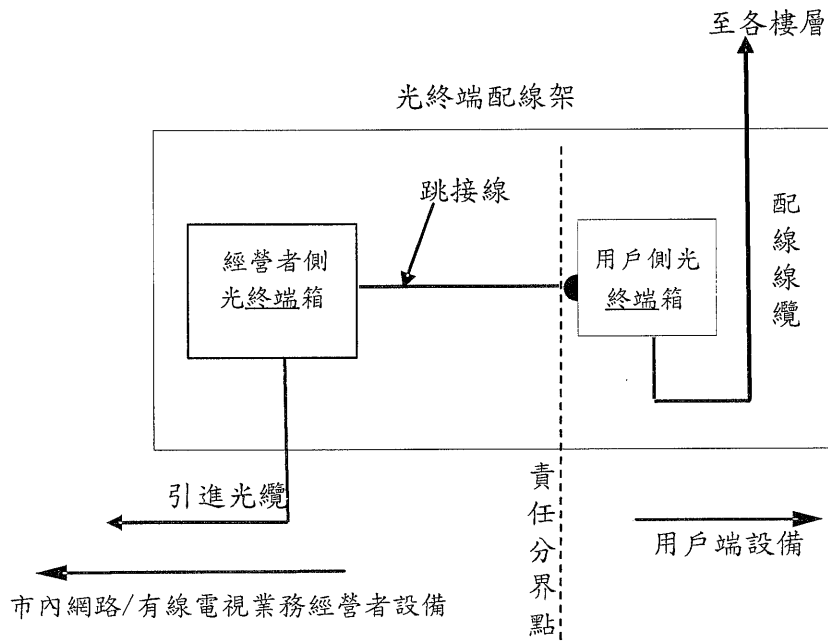 至各樓層
光終端配線架
跳接線
經營者側
光終端箱
用戶側光
終端箱
配線線纜
引進光纜
責任分界點
用戶端設備
市內網路/有線電視業務經營者設備